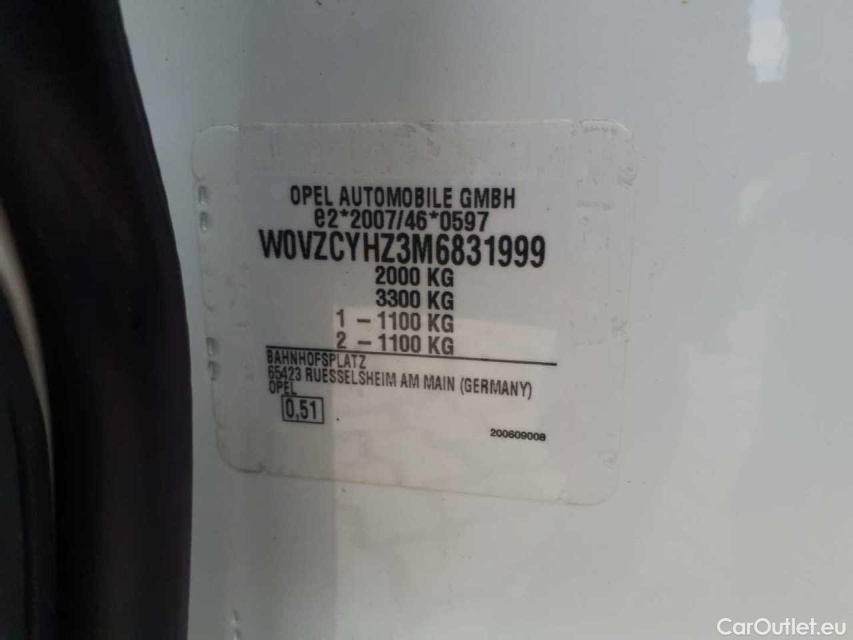 OPEL AUTOMOBILE GMBH
e2*2007/46*0597
W0VZCYHZ3M6831999
2000 KG
3300 KG
1 - 1100 KG
2 - 1100 KG
BAHNHOFSPLATZ
65423 RUESSELSHEIM AM MAIN (GERMANY)
OPEL
0,51
200609008
CarOutlet.eu